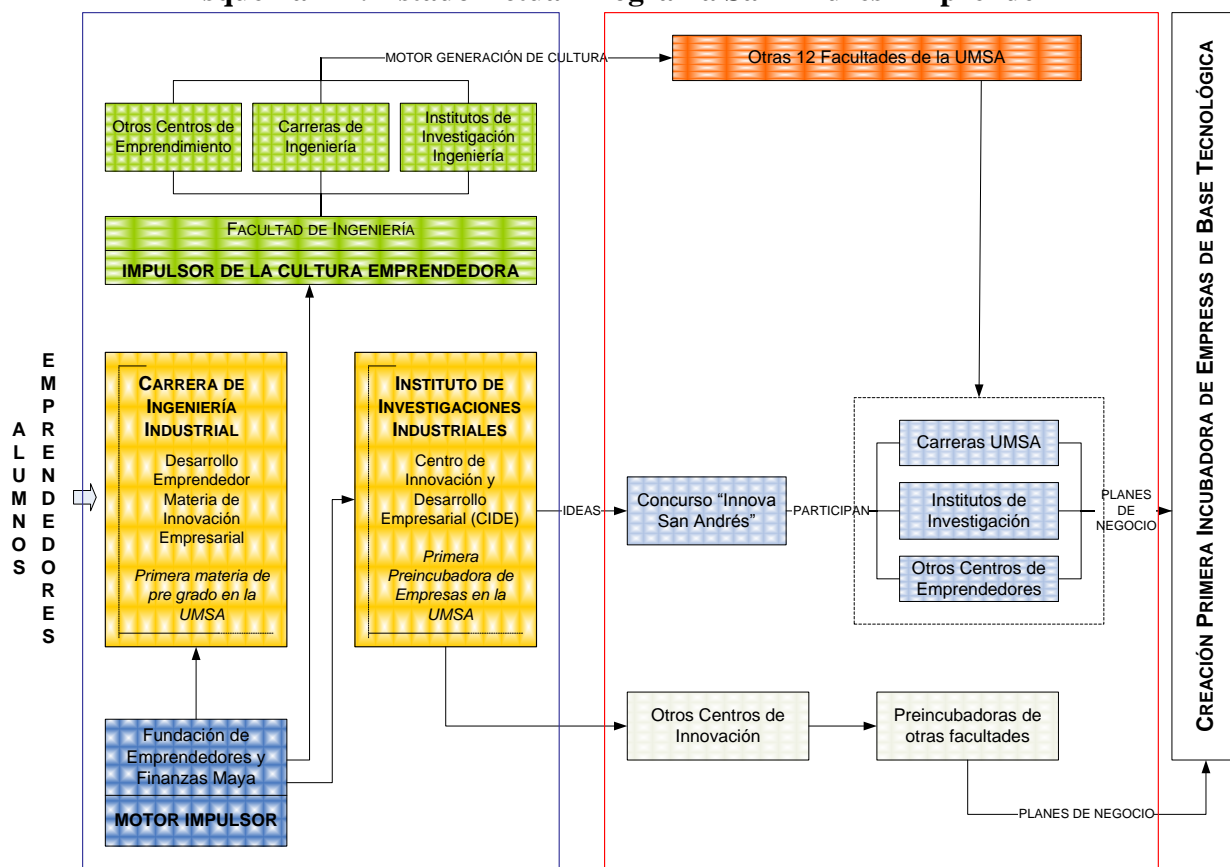 MOTOR GENERACIÓN DE CULTURA
Otras 12 Facultades de la UMSA
Otros Centros de
Emprendimiento
Carreras de
Ingeniería
Institutos de
Investigación
Ingeniería
FACULTAD DE INGENIERÍA
IMPULSOR DE LA CULTURA EMPRENDEDORA
ALUMNOS
EMPRENDEDORES
CARRERA DE
INGENIERÍA
INDUSTRIAL
Desarrollo
Emprendedor
Materia de
Innovación
Empresarial
Primera materia de
pre grado en la
UMSA
INSTITUTO DE
INVESTIGACIONES
INDUSTRIALES
Centro de
Innovación y
Desarrollo
Empresarial (CIDE)
Primera
Preincubadora de
Empresas en la
UMSA
IDEAS
Concurso “Innova
San Andrés”
PARTICIPAN
Carreras UMSA
Institutos de
Investigación
Otros Centros de
Emprendedores
PLANES
DE
NEGOCIO
Fundación de
Emprendedores y
Finanzas Maya
MOTOR IMPULSOR
Otros Centros de
Innovación
Preincubadoras de
otras facultades
PLANES DE NEGOCIO
CREACIÓN PRIMERA INCUBADORA DE EMPRESAS DE BASE TECNOLÓGICA